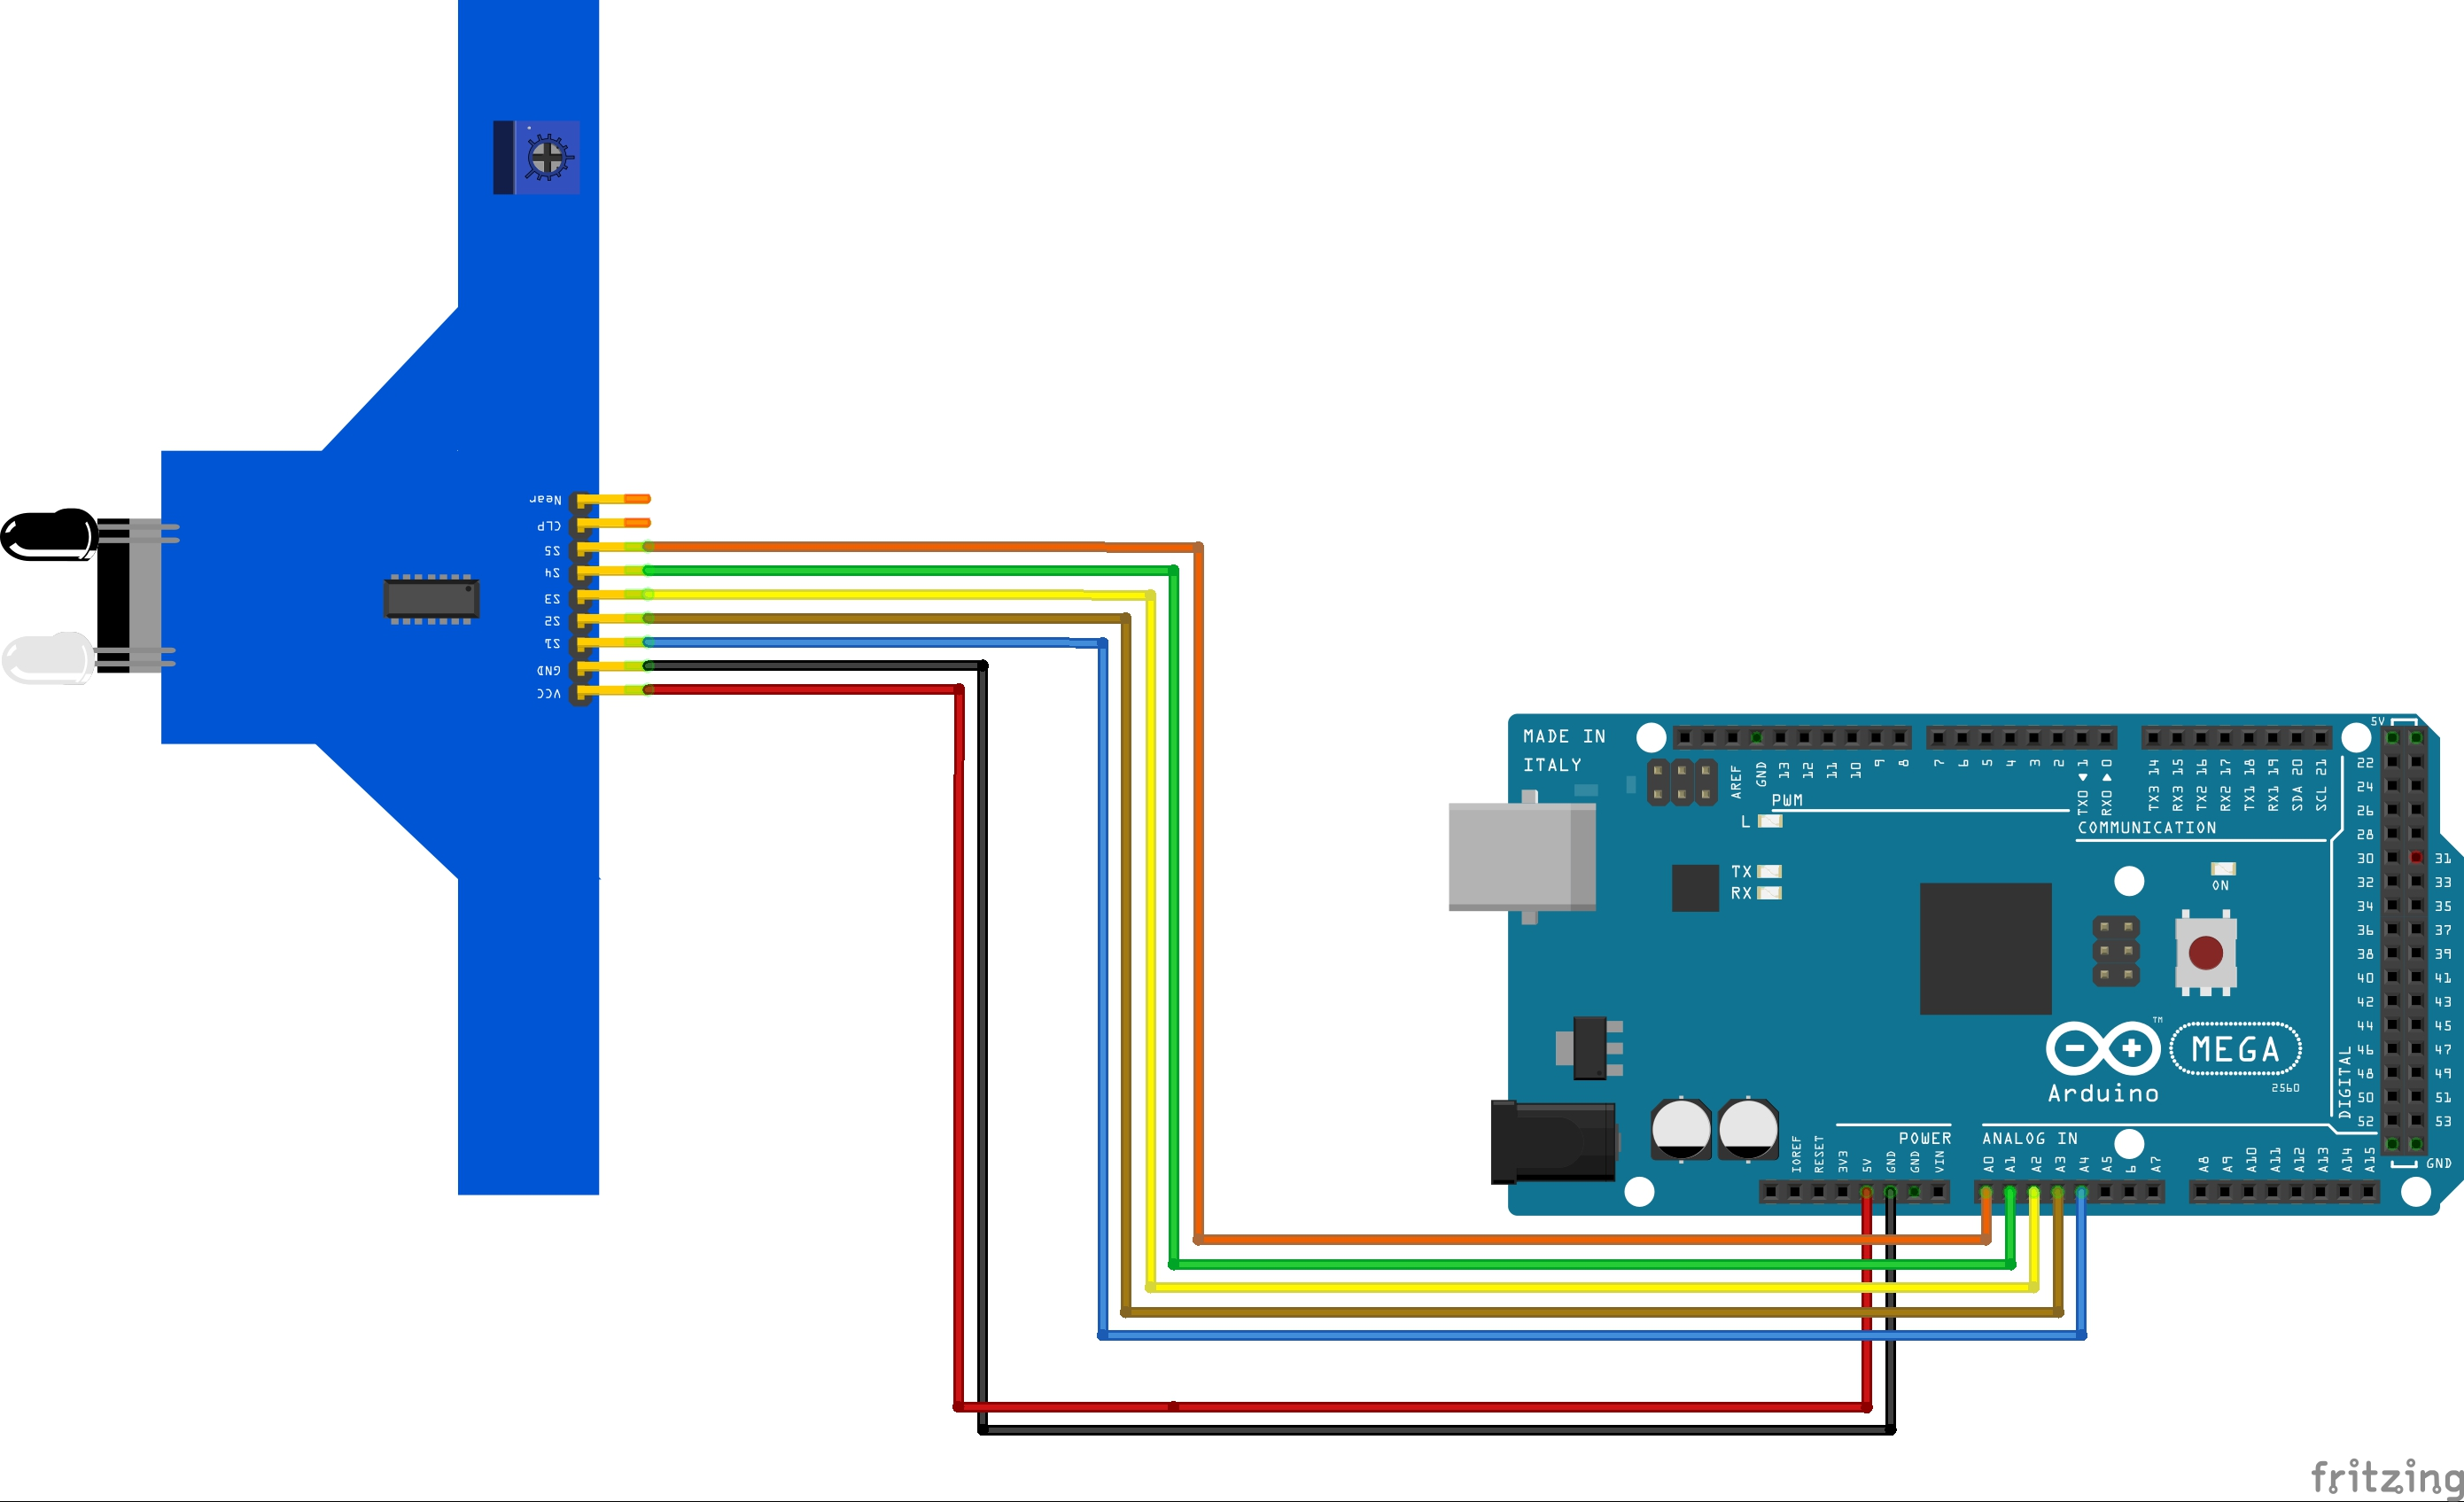 Near
CLP
S5
S4
S3
S2
S1
GND
VCC
MADE IN
ITALY
AREF
GND
13
12
11
10
9
8
7
6
5
4
3
2
TX0 ◀ 1
RX0 ▶ 0
TX3 14
RX3 15
TX2 16
RX2 17
TX1 18
RX1 19
SDA 20
SCL 21
PWM
COMMUNICATION
L
TX
RX
ON
5V
22
24
26
28
30 31
32 33
34 35
36 37
38 39
40 41
42 43
44 45
46 47
48 49
50 51
52 53
GND
DIGITAL
TM
MEGA
2560
Arduino
POWER
ANALOG IN
IOREF
RESET
3V3
5V
GND
GND
VIN
A0
A1
A2
A3
A4
A5
6
A7
A8
A9
A10
A11
A12
A13
A14
A15
fritzing